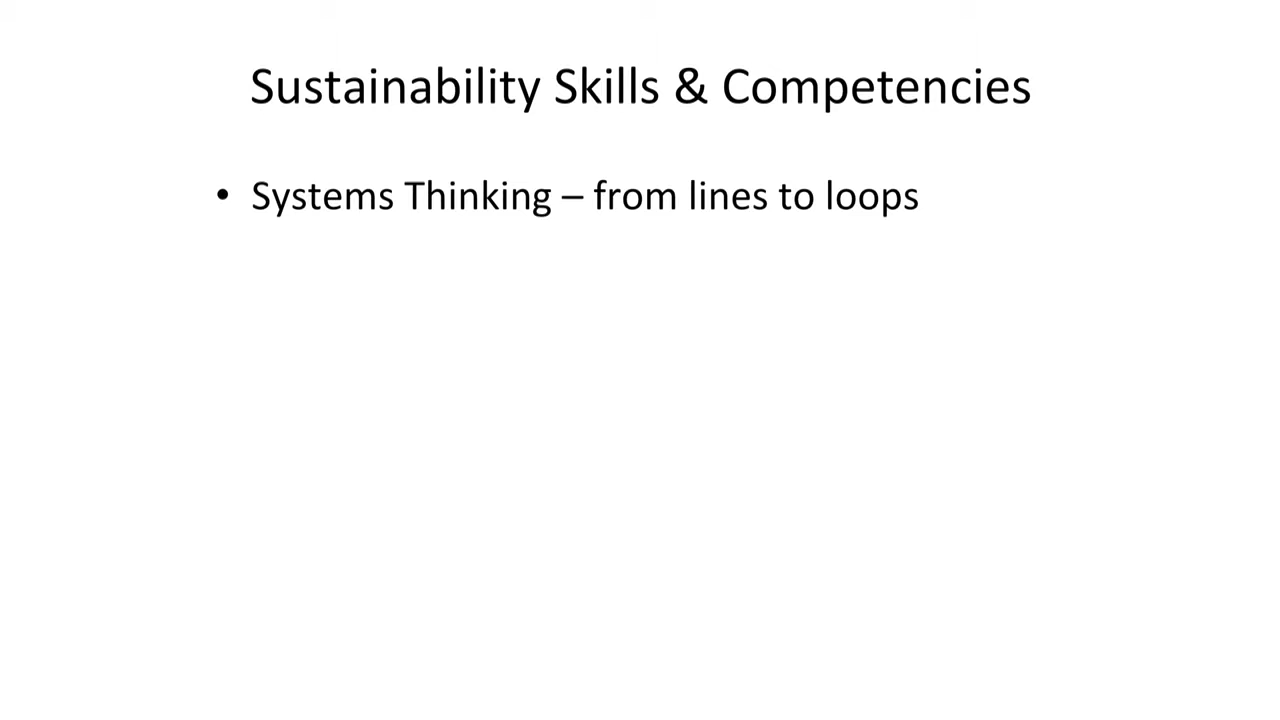 Sustainability Skills & Competencies
• Systems Thinking – from lines to loops